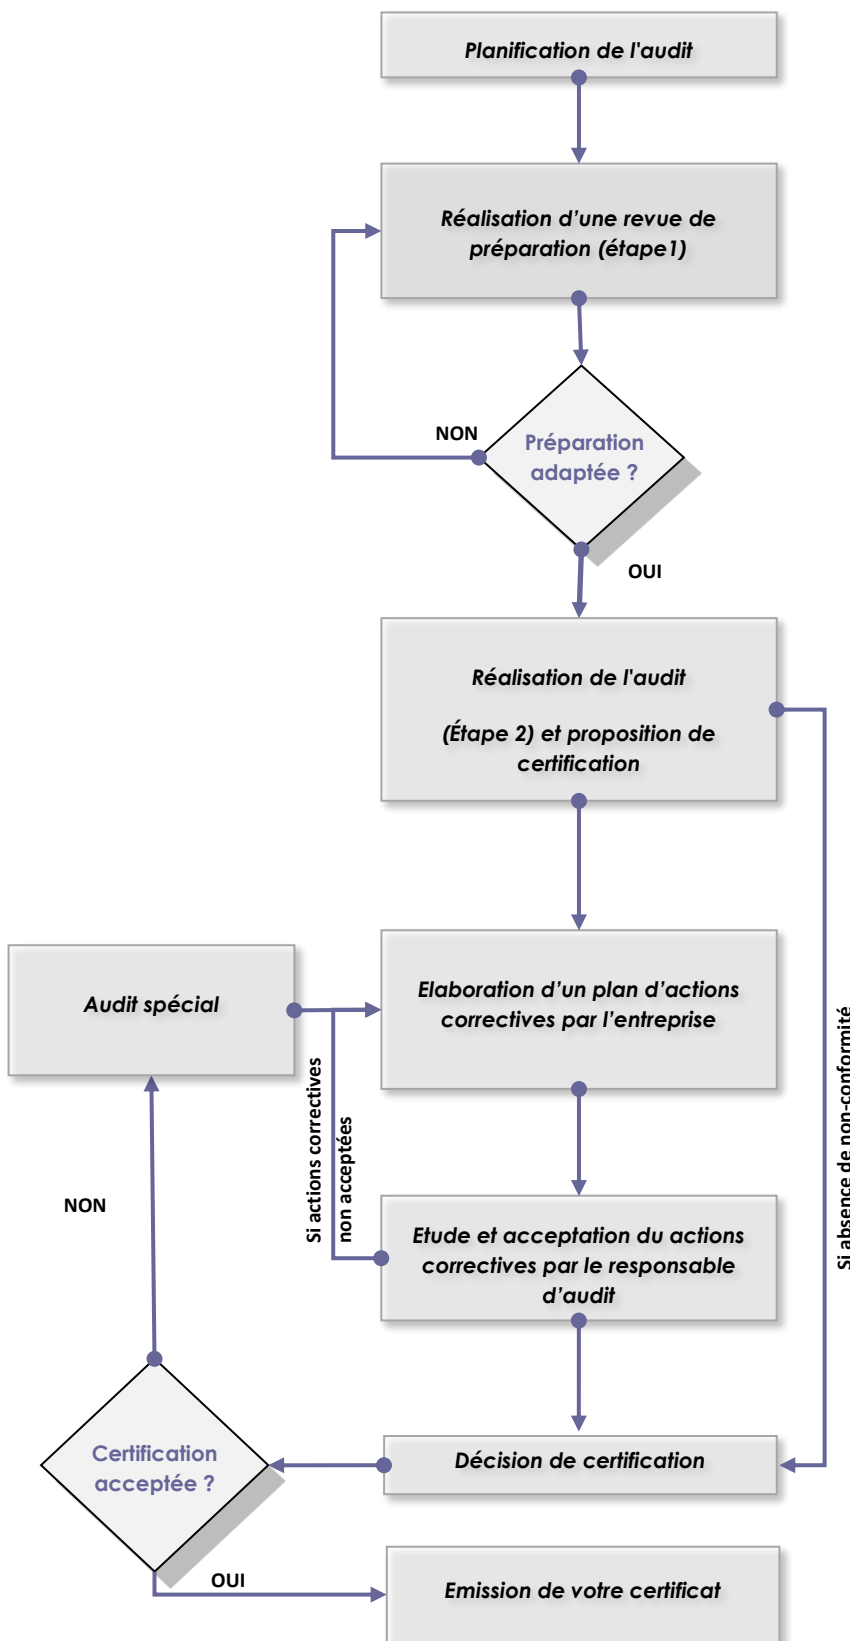 Planification de l'audit
Réalisation d’une revue de
préparation (étape1)
NON
Préparation
adaptée ?
OUI
Réalisation de l'audit
(Étape 2) et proposition de
certification
Audit spécial
Elaboration d’un plan d’actions
correctives par l’entreprise
Si actions correctives
non acceptées
Si absence de non-conformité
NON
Etude et acceptation du actions
correctives par le responsable
d’audit
Certification
acceptée ?
Décision de certification
OUI
Emission de votre certificat